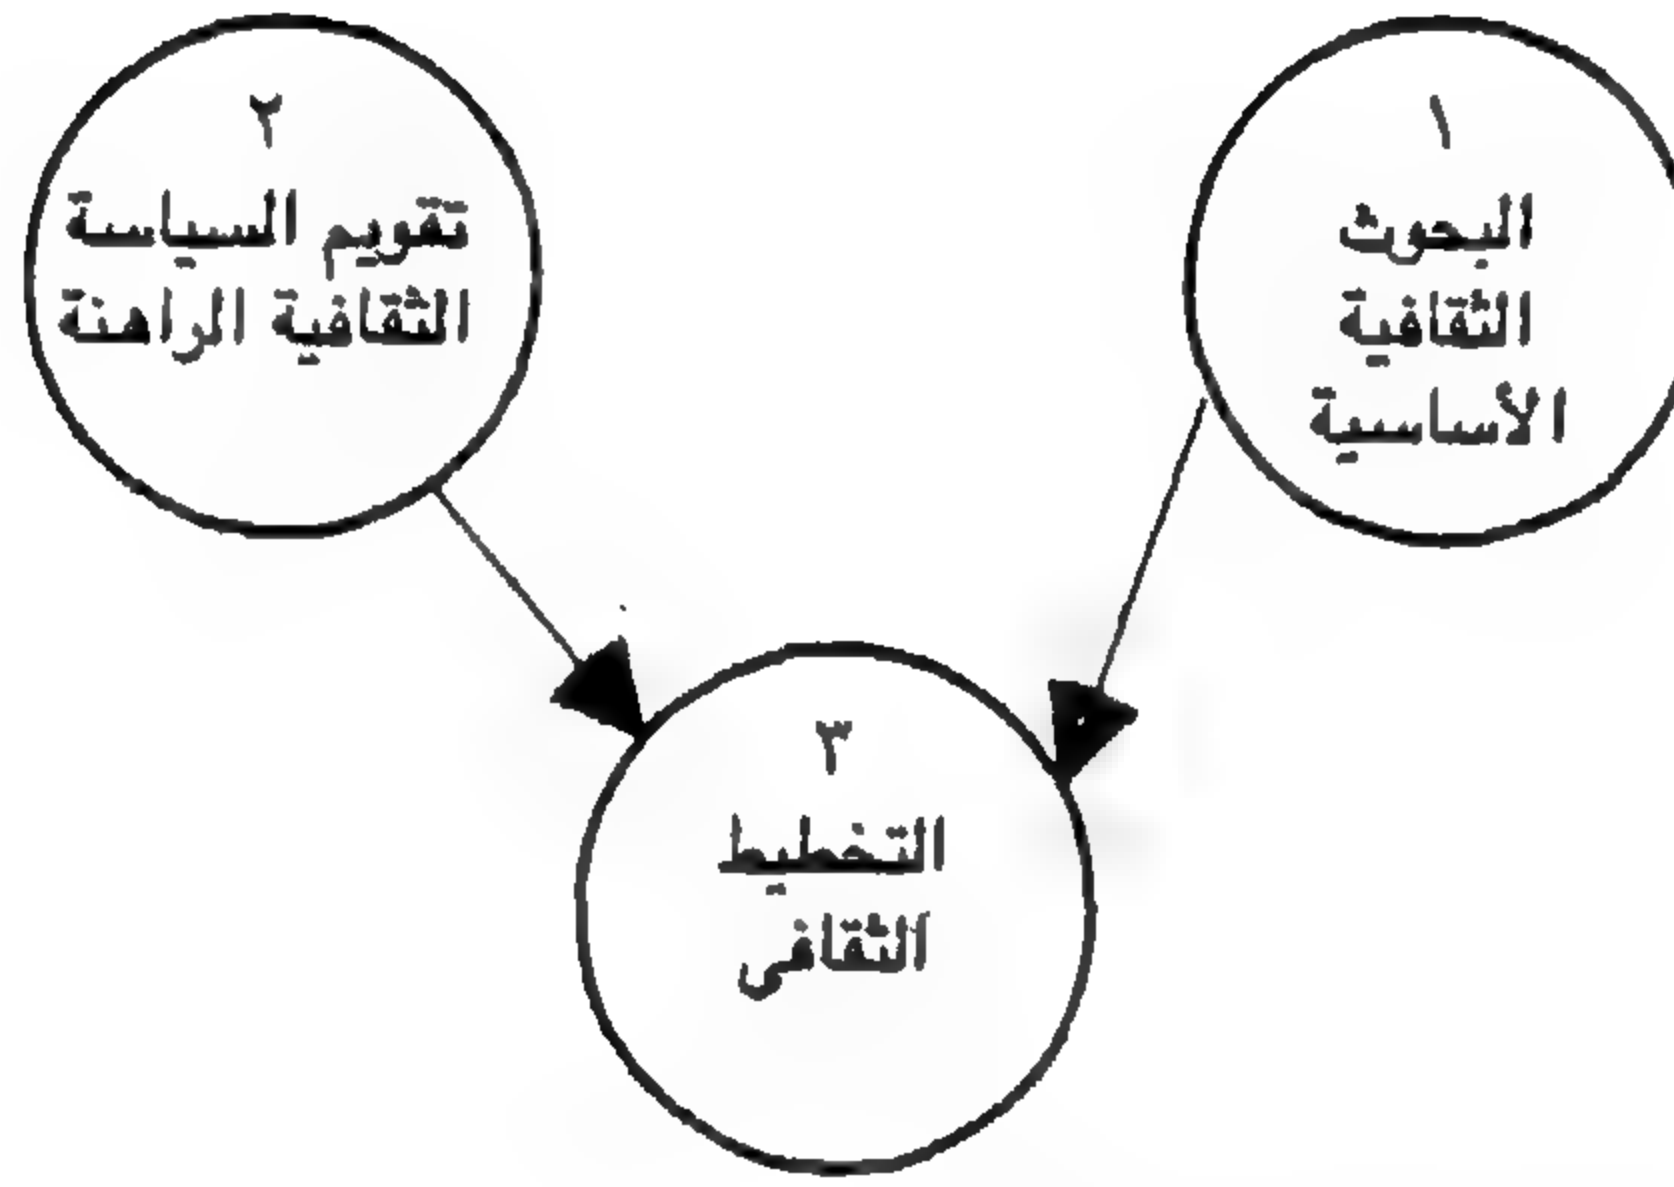 ١
البحوث
الثقافية
الأساسية
٢
تقويم السياسة
الثقافية الراهنة
٣
التخطيط
الثقافى